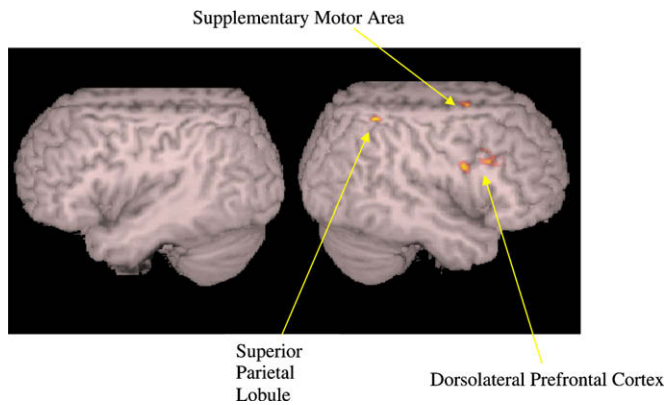 Supplementary Motor Area
Superior
Parietal
Lobule
Dorsolateral Prefrontal Cortex